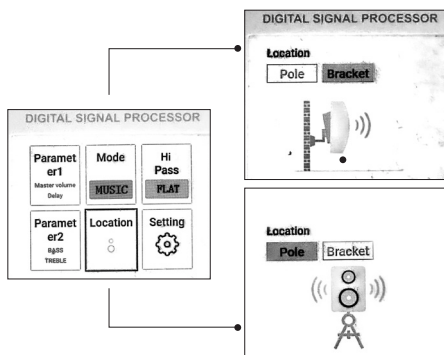 DIGITAL SIGNAL PROCESSOR
Location
Pole Bracket
DIGITAL SIGNAL PROCESSOR
Paramet
er1
Master volume
Delay
Mode
MUSIC
Hi
Pass
FLAT
Paramet
er2
BASS
TREBLE
Location
Setting
Location
Pole Bracket